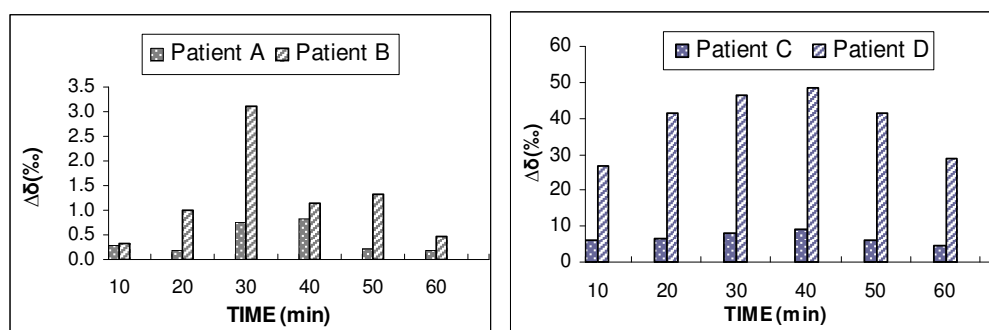 Patient A Patient B
3.5
3.0
2.5
2.0
1.5
1.0
0.5
0.0
Δδ(‰)
10 20 30 40 50 60
TIME (min)
Patient C Patient D
60
50
40
30
20
10
0
Δδ(‰)
10 20 30 40 50 60
TIME (min)